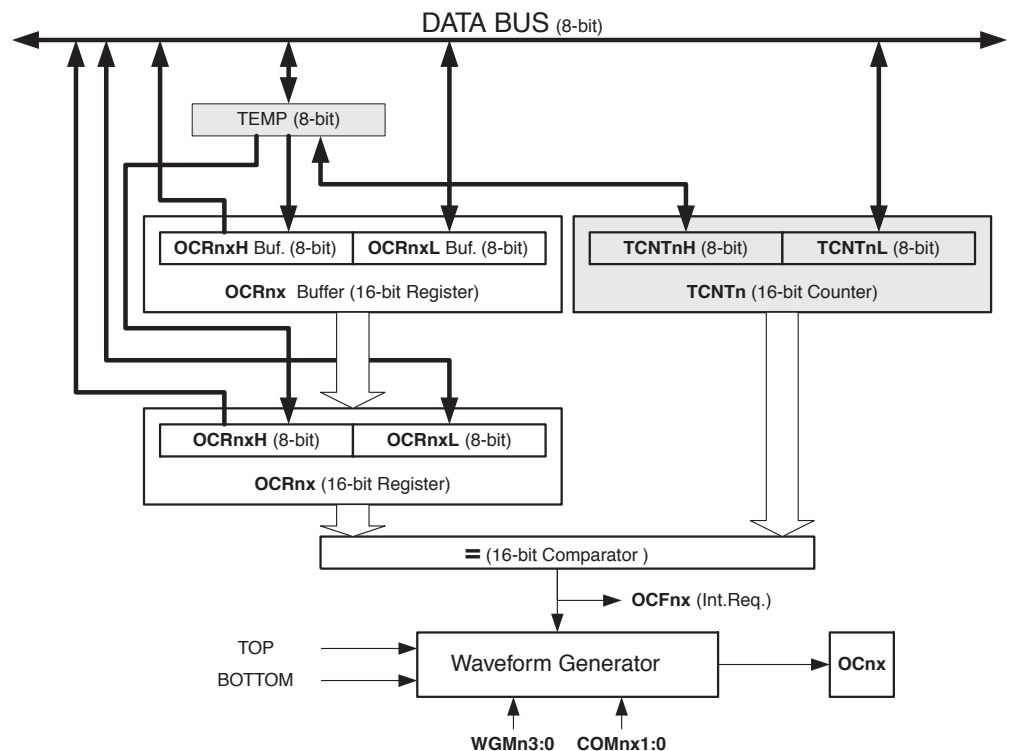 DATA BUS (8-bit)
TEMP (8-bit)
OCRnxH Buf. (8-bit) OCRnxL Buf. (8-bit)
OCRnx Buffer (16-bit Register)
TCNTnH (8-bit) TCNTnL (8-bit)
TCNTn (16-bit Counter)
OCRnxH (8-bit) OCRnxL (8-bit)
OCRnx (16-bit Register)
= (16-bit Comparator )
OCFnx (Int.Req.)
TOP
BOTTOM
Waveform Generator
OCnx
WGMn3:0 COMnx1:0